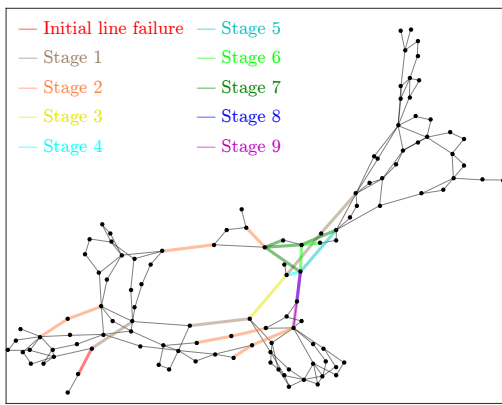 Initial line failure
Stage 1
Stage 2
Stage 3
Stage 4
Stage 5
Stage 6
Stage 7
Stage 8
Stage 9